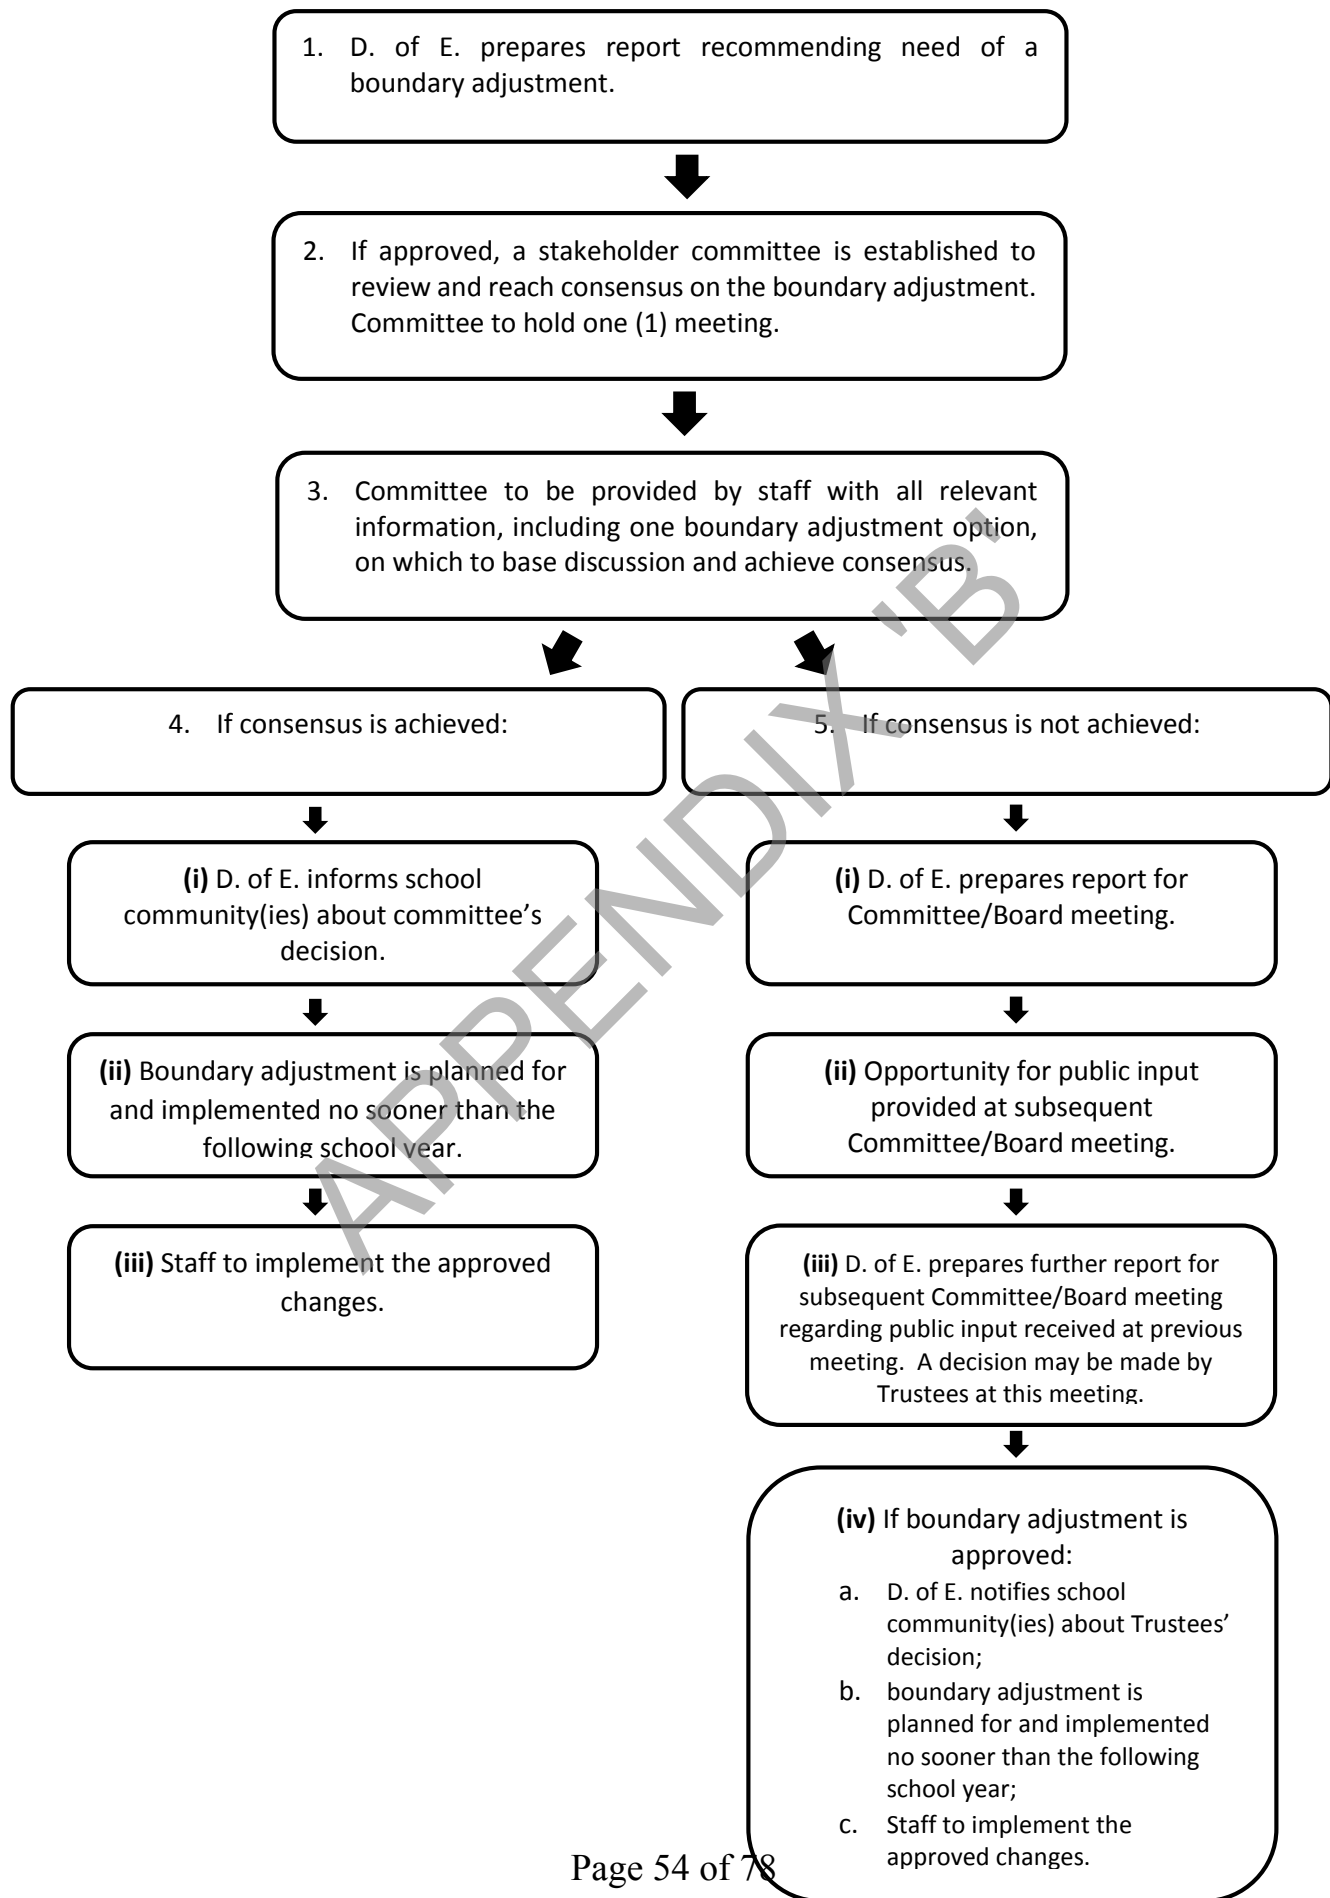 1. D. of E. prepares report recommending need of a
boundary adjustment.
2. If approved, a stakeholder committee is established to
review and reach consensus on the boundary adjustment.
Committee to hold one (1) meeting.
3. Committee to be provided by staff with all relevant
information, including one boundary adjustment option,
on which to base discussion and achieve consensus.
4. If consensus is achieved:
(i) D. of E. informs school
community(ies) about committee’s
decision.
(ii) Boundary adjustment is planned for
and implemented no sooner than the
following school year.
(iii) Staff to implement the approved
changes.
5. If consensus is not achieved:
(i) D. of E. prepares report for
Committee/Board meeting.
(ii) Opportunity for public input
provided at subsequent
Committee/Board meeting.
(iii) D. of E. prepares further report for
subsequent Committee/Board meeting
regarding public input received at previous
meeting. A decision may be made by
Trustees at this meeting.
(iv) If boundary adjustment is
approved:
a. D. of E. notifies school
community(ies) about Trustees’
decision;
b. boundary adjustment is
planned for and implemented
no sooner than the following
school year;
c. Staff to implement the
approved changes.
APPENDIX 'B'
Page 54 of 78